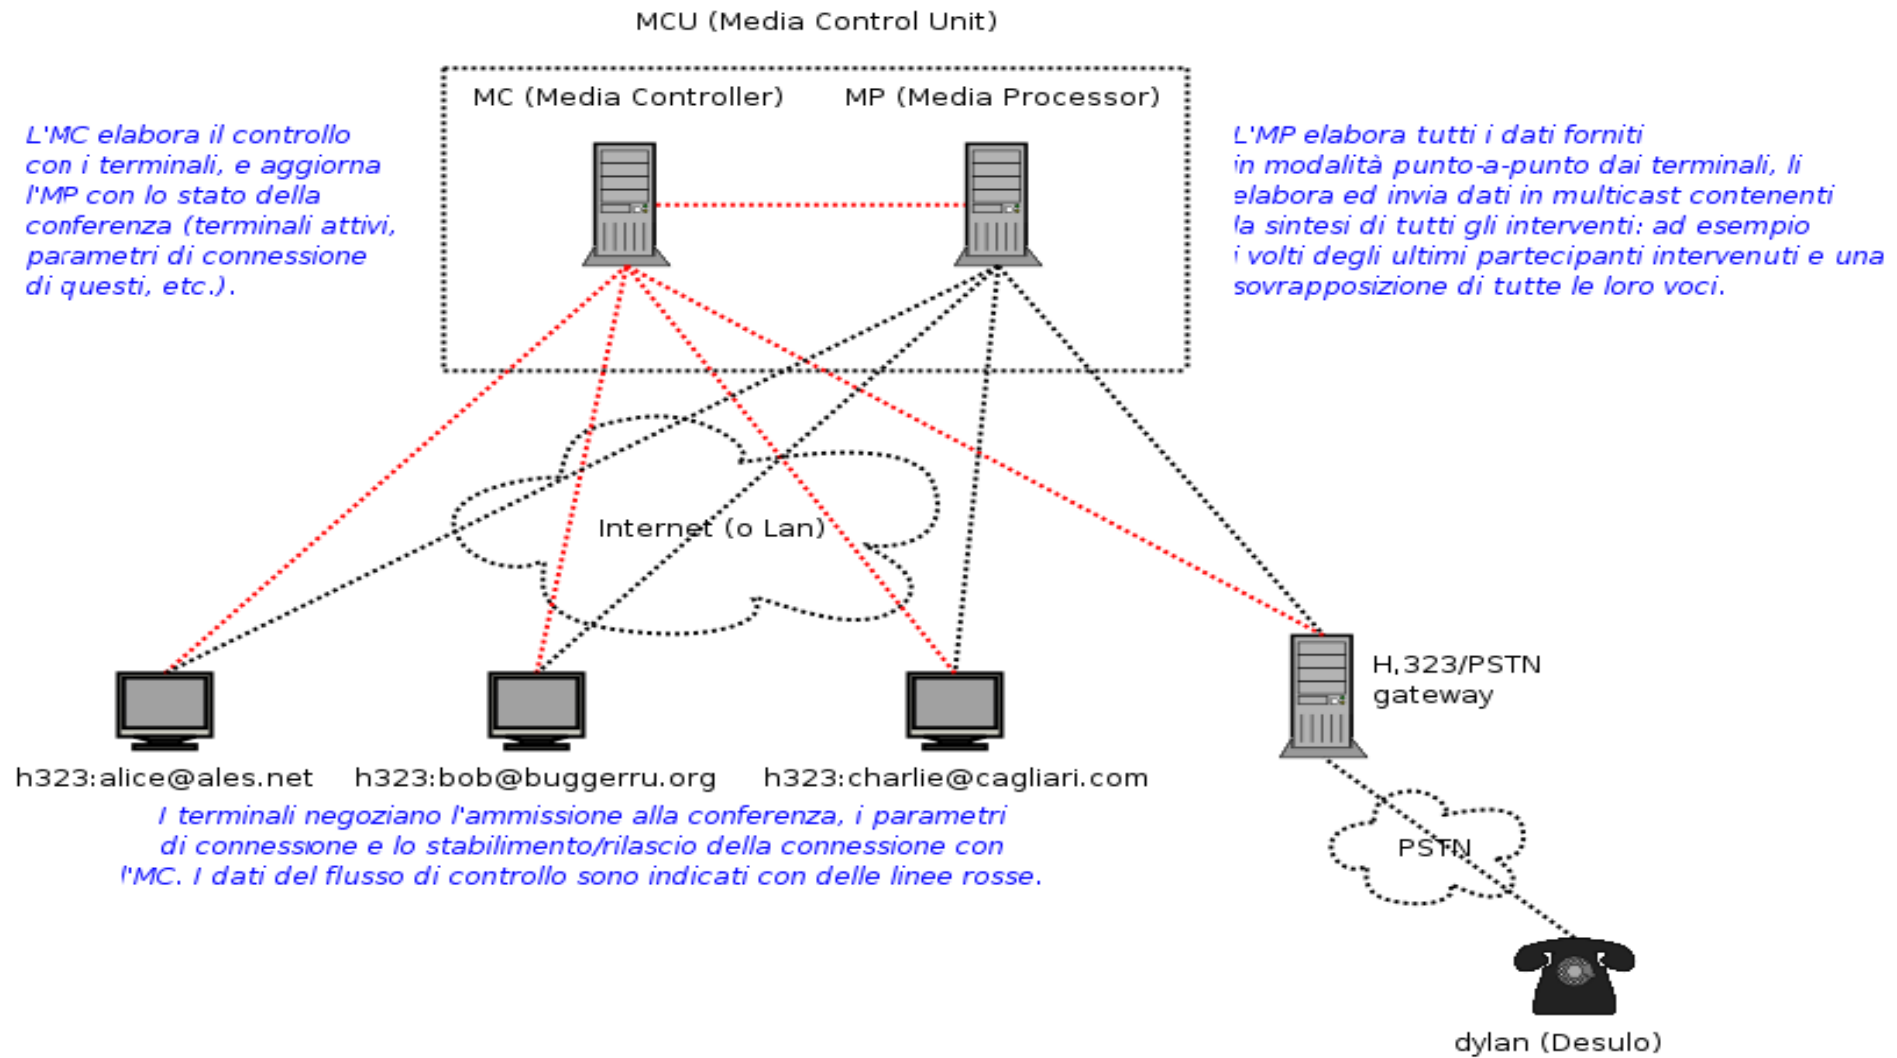 MCU (Media Control Unit)
MC (Media Controller)
MP (Media Processor)
L'MC elabora il controllo
con i terminali, e aggiorna
l'MP con lo stato della
conferenza (terminali attivi,
parametri di connessione
di questi, etc.).
L'MP elabora tutti i dati forniti
in modalità punto-a-punto dai terminali, li
elabora ed invia dati in multicast contenenti
la sintesi di tutti gli interventi: ad esempio
i volti degli ultimi partecipanti intervenuti e una
sovrapposizione di tutte le loro voci.
Internet (o Lan)
H.323/PSTN
gateway
h323:alice@ales.net
h323:bob@buggerru.org
h323:charlie@cagliari.com
I terminali negoziano l'ammissione alla conferenza, i parametri
di connessione e lo stabilimento/rilascio della connessione con
l'MC. I dati del flusso di controllo sono indicati con delle linee rosse.
PSTN
dylan (Desulo)